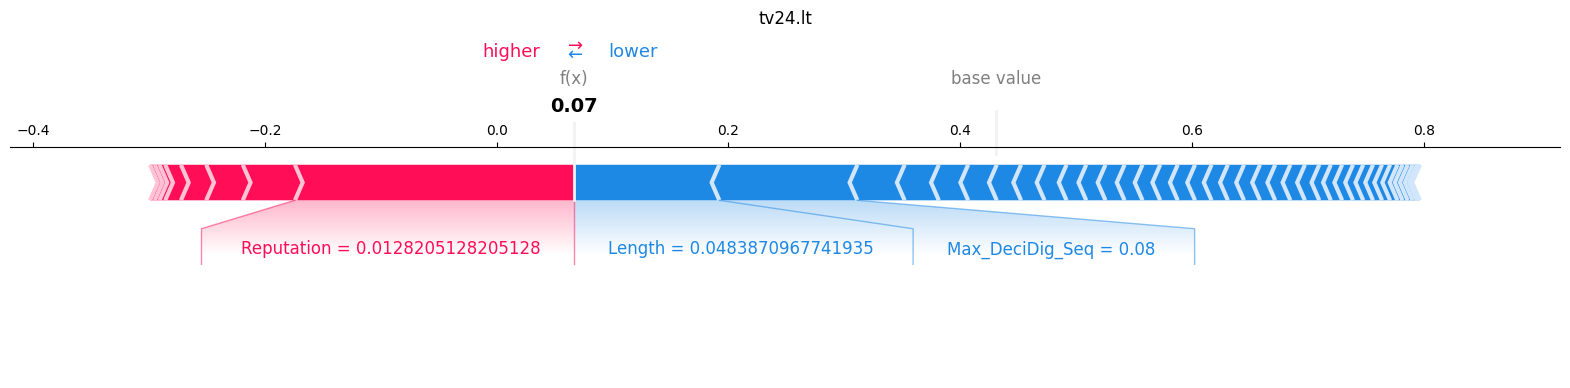 tv24.lt
higher ⇄ lower
f(x) base value
0.07
−0.4 −0.2 0.0 0.2 0.4 0.6 0.8
Reputation = 0.0128205128205128 Length = 0.0483870967741935 Max_DeciDig_Seq = 0.08